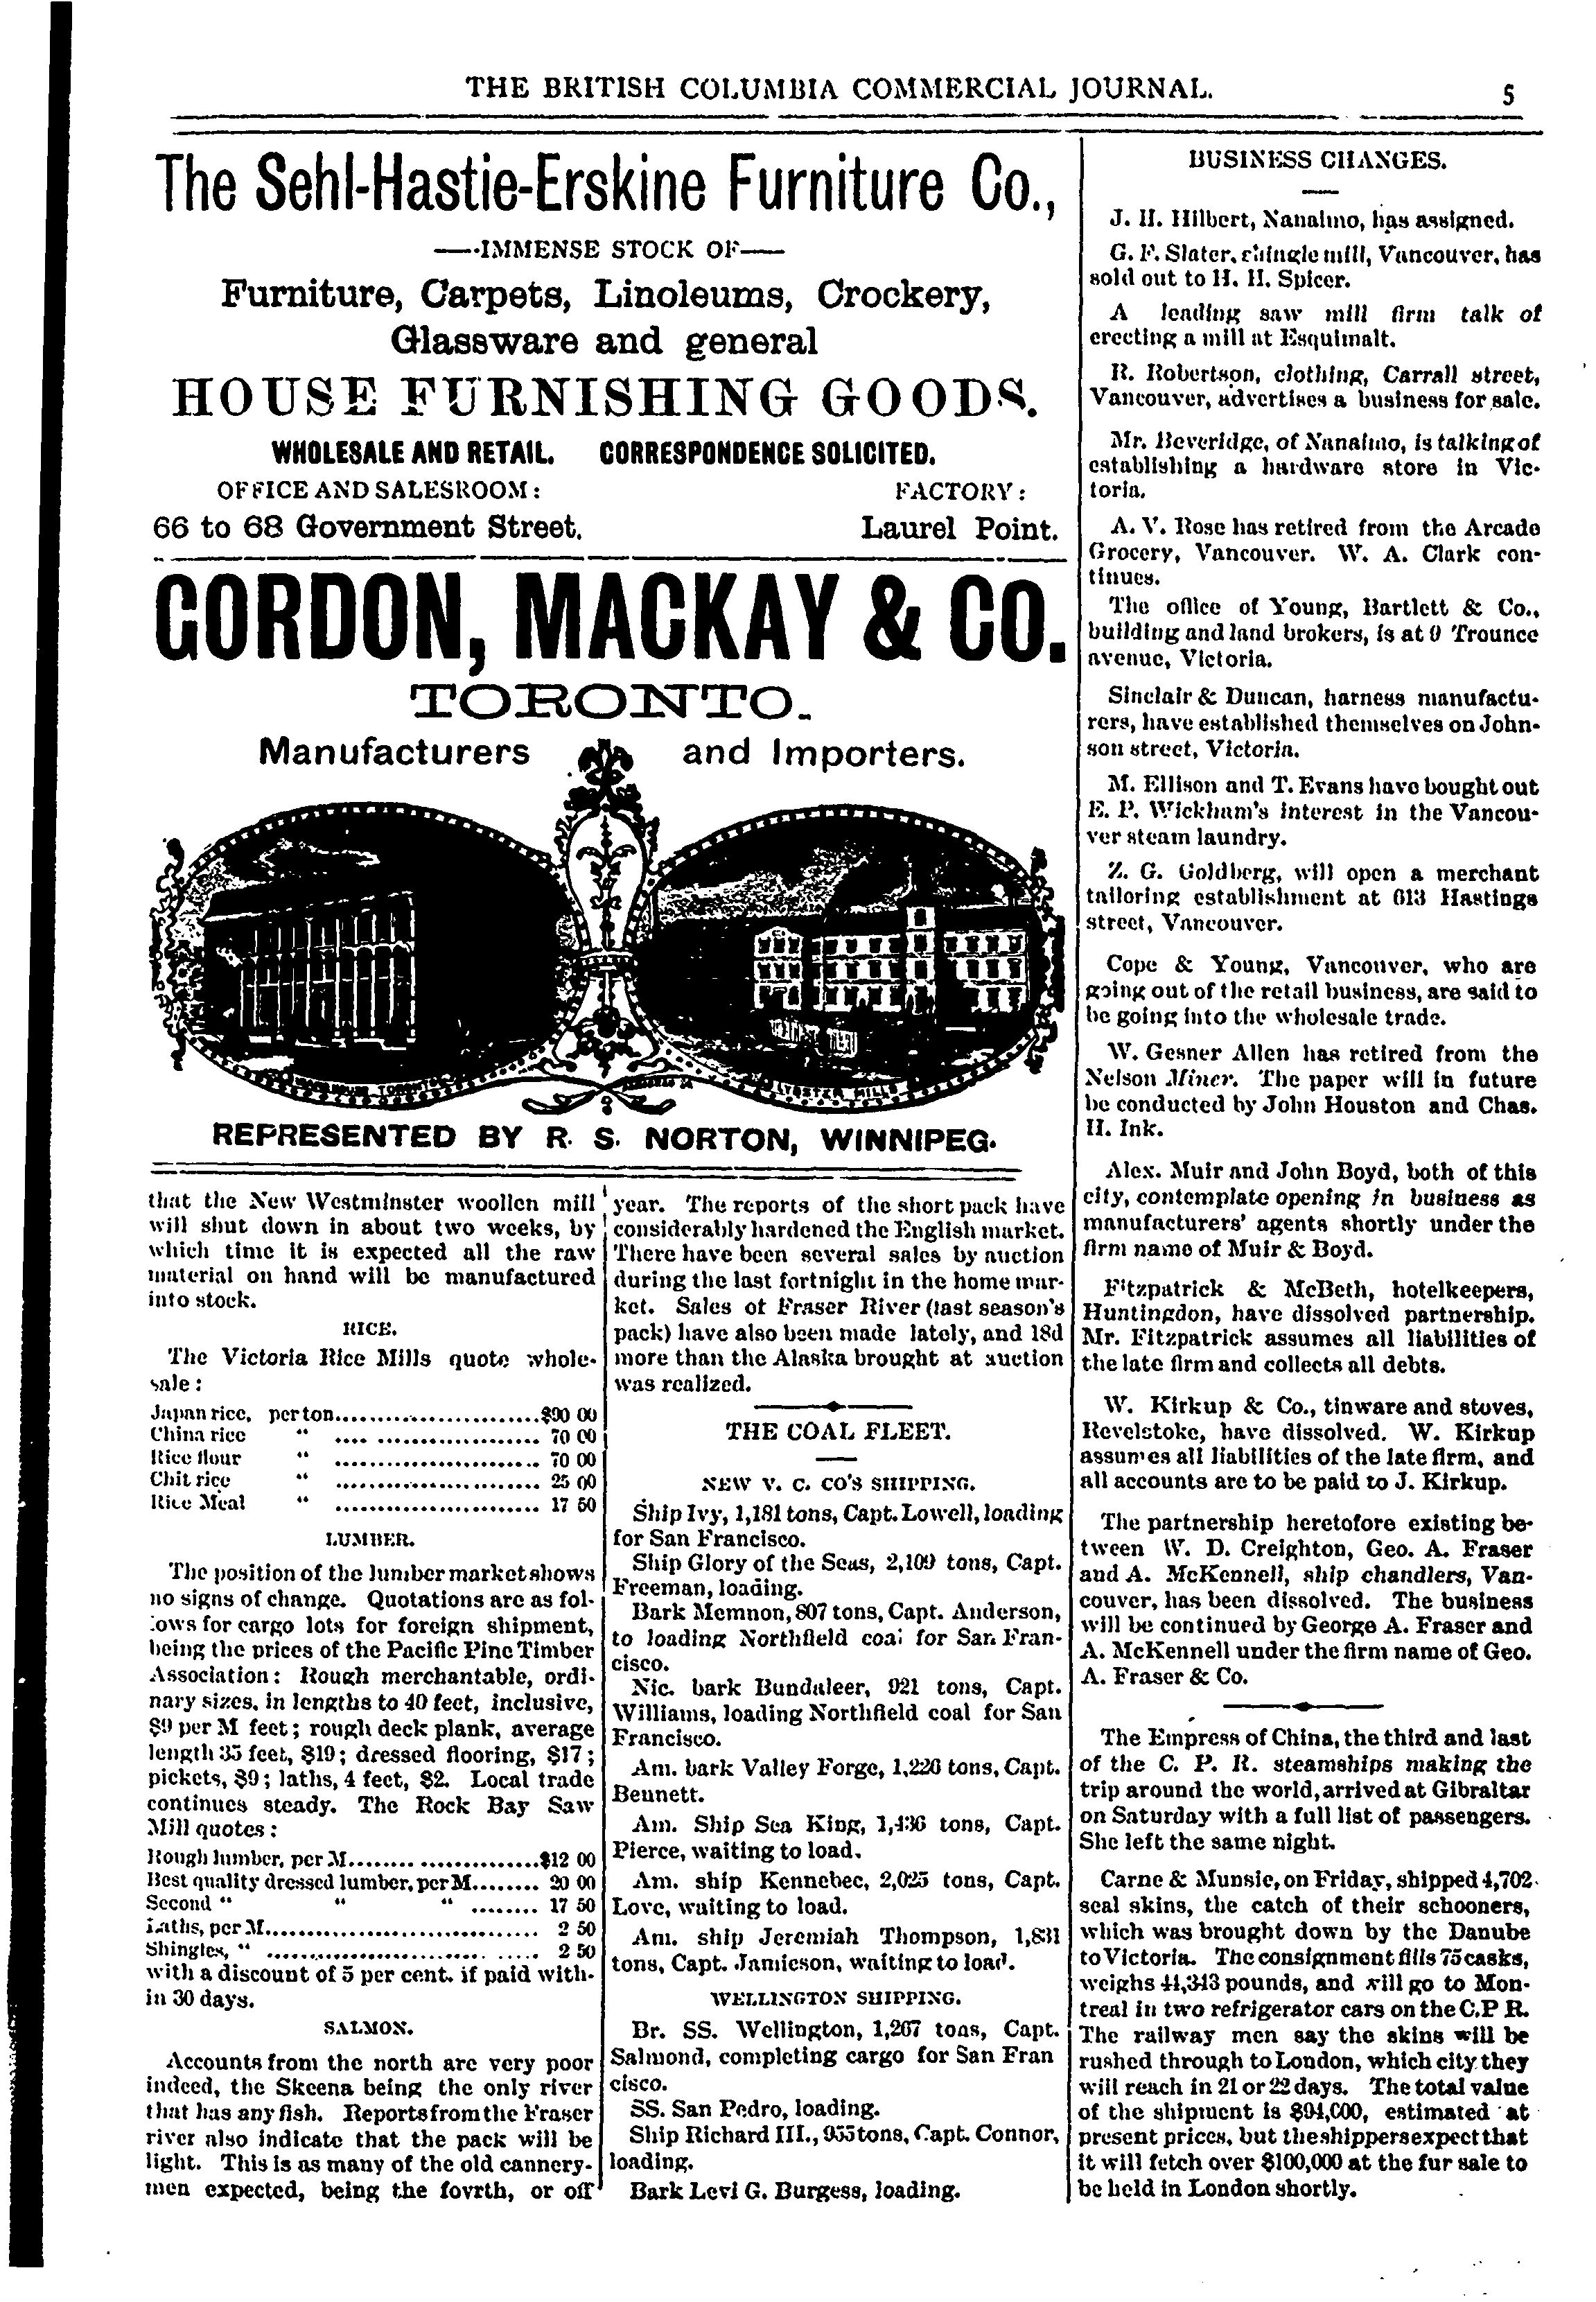 THE BRITISH COLUMBIA COMMERCIAL JOURNAL.
5
The Sehl-Hastie-Erskine Furniture Co.,
—IMMENSE STOCK OF—
Furniture, Carpets, Linoleums, Crockery,
Glassware and general
HOUSE FURNISHING GOODS.
WHOLESALE AND RETAIL. CORRESPONDENCE SOLICITED.
OFFICE AND SALESROOM: FACTORY:
66 to 68 Government Street. Laurel Point.
GORDON, MACKAY & CO.
TORONTO.
Manufacturers and Importers.
WAREHOUSE TORONTO
LYBSTER MILLS
REPRESENTED BY R. S. NORTON, WINNIPEG.
that the New Westminster woollen mill
will shut down in about two weeks, by
which time it is expected all the raw
material on hand will be manufactured
into stock.
RICE.
The Victoria Rice Mills quote whole-
sale:
Japan rice, per ton..........................$90 00
China rice " .... ..................... 70 00
Rice flour " .......................... 70 00
Chit rice " .......................... 25 00
Rice Meal " .......................... 17 50
LUMBER.
The position of the lumber market shows
no signs of change. Quotations are as fol-
lows for cargo lots for foreign shipment,
being the prices of the Pacific Pine Timber
Association: Rough merchantable, ordi-
nary sizes, in lengths to 40 feet, inclusive,
$9 per M feet; rough deck plank, average
length 35 feet, $19; dressed flooring, $17;
pickets, $9; laths, 4 feet, $2. Local trade
continues steady. The Rock Bay Saw
Mill quotes:
Rough lumber, per M........ ...............$12 00
Best quality dressed lumber, per M........ 20 00
Second " " " ........ 17 50
Laths, per M................................. 2 50
Shingles, " ........................ ..... . 2 50
with a discount of 5 per cent. if paid with-
in 30 days.
SALMON.
Accounts from the north are very poor
indeed, the Skeena being the only river
that has any fish. Reports from the Fraser
river also indicate that the pack will be
light. This is as many of the old cannery-
men expected, being the fovrth, or off
year. The reports of the short pack have
considerably hardened the English market.
There have been several sales by auction
during the last fortnight in the home mar-
ket. Sales of Fraser River (last season's
pack) have also been made lately, and 18d
more than the Alaska brought at auction
was realized.
THE COAL FLEET.
NEW V. C. CO'S SHIPPING.
Ship Ivy, 1,181 tons, Capt. Lowell, loading
for San Francisco.
Ship Glory of the Seas, 2,109 tons, Capt.
Freeman, loading.
Bark Memnon, 807 tons, Capt. Anderson,
to loading Northfield coal for San Fran-
cisco.
Nic. bark Bundaleer, 921 tons, Capt.
Williams, loading Northfield coal for San
Francisco.
Am. bark Valley Forge, 1,226 tons, Capt.
Bennett.
Am. Ship Sea King, 1,436 tons, Capt.
Pierce, waiting to load.
Am. ship Kennebec, 2,025 tons, Capt.
Love, waiting to load.
Am. ship Jeremiah Thompson, 1,831
tons, Capt. Jamieson, waiting to load.
WELLINGTON SHIPPING.
Br. SS. Wellington, 1,267 tons, Capt.
Salmond, completing cargo for San Fran
cisco.
SS. San Pedro, loading.
Ship Richard III., 955 tons, Capt. Connor,
loading.
Bark Levi G. Burgess, loading.
BUSINESS CHANGES.
J. H. Hilbert, Nanaimo, has assigned.
G. F. Slater, shingle mill, Vancouver, has
sold out to H. H. Spicer.
A leading saw mill firm talk of
erecting a mill at Esquimalt.
R. Robertson, clothing, Carrall street,
Vancouver, advertises a business for sale.
Mr. Beveridge, of Nanaimo, is talking of
establishing a hardware store in Vic-
toria.
A. V. Rose has retired from the Arcade
Grocery, Vancouver. W. A. Clark con-
tinues.
The office of Young, Bartlett & Co.,
building and land brokers, is at 9 Trounce
avenue, Victoria.
Sinclair & Duncan, harness manufactu-
rers, have established themselves on John-
son street, Victoria.
M. Ellison and T. Evans have bought out
E. P. Wickham's interest in the Vancou-
ver steam laundry.
Z. G. Goldberg, will open a merchant
tailoring establishment at 613 Hastings
street, Vancouver.
Cope & Young, Vancouver, who are
going out of the retail business, are said to
be going into the wholesale trade.
W. Gesner Allen has retired from the
Nelson Miner. The paper will in future
be conducted by John Houston and Chas.
H. Ink.
Alex. Muir and John Boyd, both of this
city, contemplate opening in business as
manufacturers' agents shortly under the
firm name of Muir & Boyd.
Fitzpatrick & McBeth, hotelkeepers,
Huntingdon, have dissolved partnership.
Mr. Fitzpatrick assumes all liabilities of
the late firm and collects all debts.
W. Kirkup & Co., tinware and stoves,
Revelstoke, have dissolved. W. Kirkup
assumes all liabilities of the late firm, and
all accounts are to be paid to J. Kirkup.
The partnership heretofore existing be-
tween W. D. Creighton, Geo. A. Fraser
and A. McKennell, ship chandlers, Van-
couver, has been dissolved. The business
will be continued by George A. Fraser and
A. McKennell under the firm name of Geo.
A. Fraser & Co.
The Empress of China, the third and last
of the C. P. R. steamships making the
trip around the world, arrived at Gibraltar
on Saturday with a full list of passengers.
She left the same night.
Carne & Munsie, on Friday, shipped 4,702
seal skins, the catch of their schooners,
which was brought down by the Danube
to Victoria. The consignment fills 75 casks,
weighs 44,343 pounds, and will go to Mon-
treal in two refrigerator cars on the C.P R.
The railway men say the skins will be
rushed through to London, which city they
will reach in 21 or 22 days. The total value
of the shipment is $94,000, estimated at
present prices, but the shippers expect that
it will fetch over $100,000 at the fur sale to
be held in London shortly.